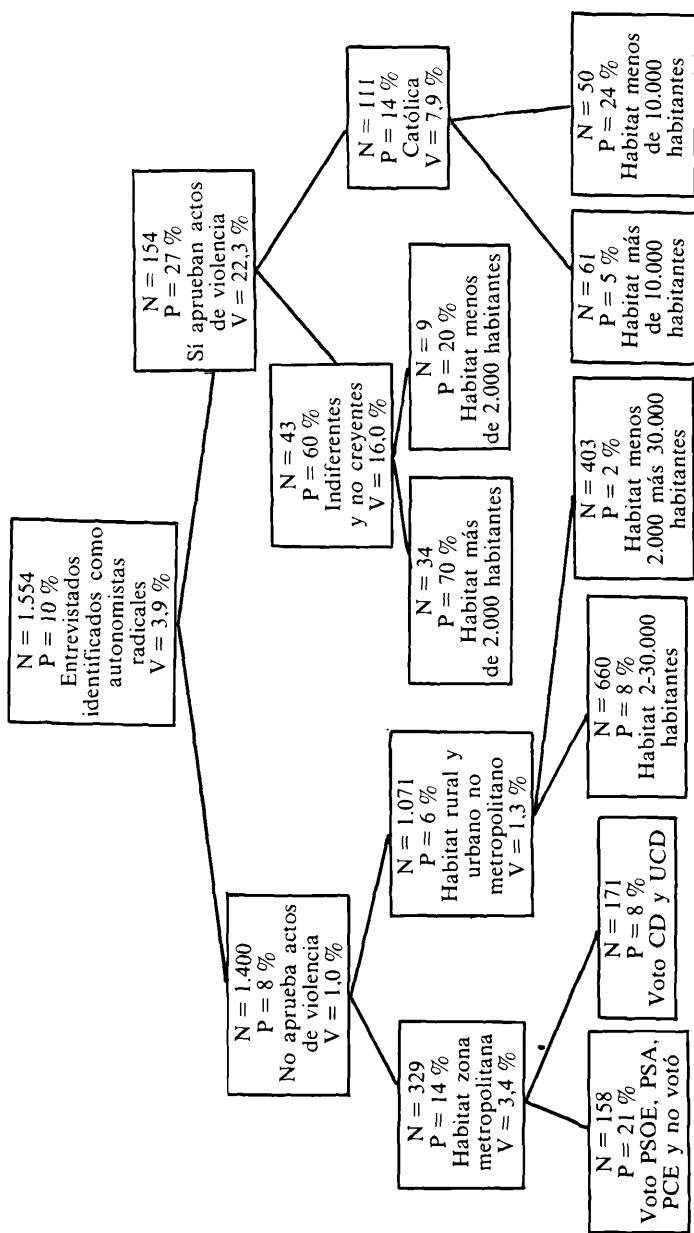 N = 1.554
P = 10 %
Entrevistados
identificados como
autonomistas
radicales
V = 3,9 %
N = 1.400
P = 8 %
No aprueba actos
de violencia
V = 1,0 %
N = 154
P = 27 %
Sí aprueban actos
de violencia
V = 22,3 %
N = 329
P = 14 %
Habitat zona
metropolitana
V = 3,4 %
N = 1.071
P = 6 %
Habitat rural y
urbano no
metropolitano
V = 1,3 %
N = 43
P = 60 %
Indiferentes
y no creyentes
V = 16,0 %
N = 111
P = 14 %
Católica
V = 7,9 %
N = 34
P = 70 %
Habitat más
de 2.000 habitantes
N = 9
P = 20 %
Habitat menos
de 2.000 habitantes
N = 158
P = 21 %
Voto PSOE, PSA,
PCE y no votó
N = 171
P = 8 %
Voto CD y UCD
N = 660
P = 8 %
Habitat 2-30.000
habitantes
N = 403
P = 2 %
Habitat menos
2.000 más 30.000
habitantes
N = 61
P = 5 %
Habitat más
de 10.000
habitantes
N = 50
P = 24 %
Habitat menos
de 10.000
habitantes